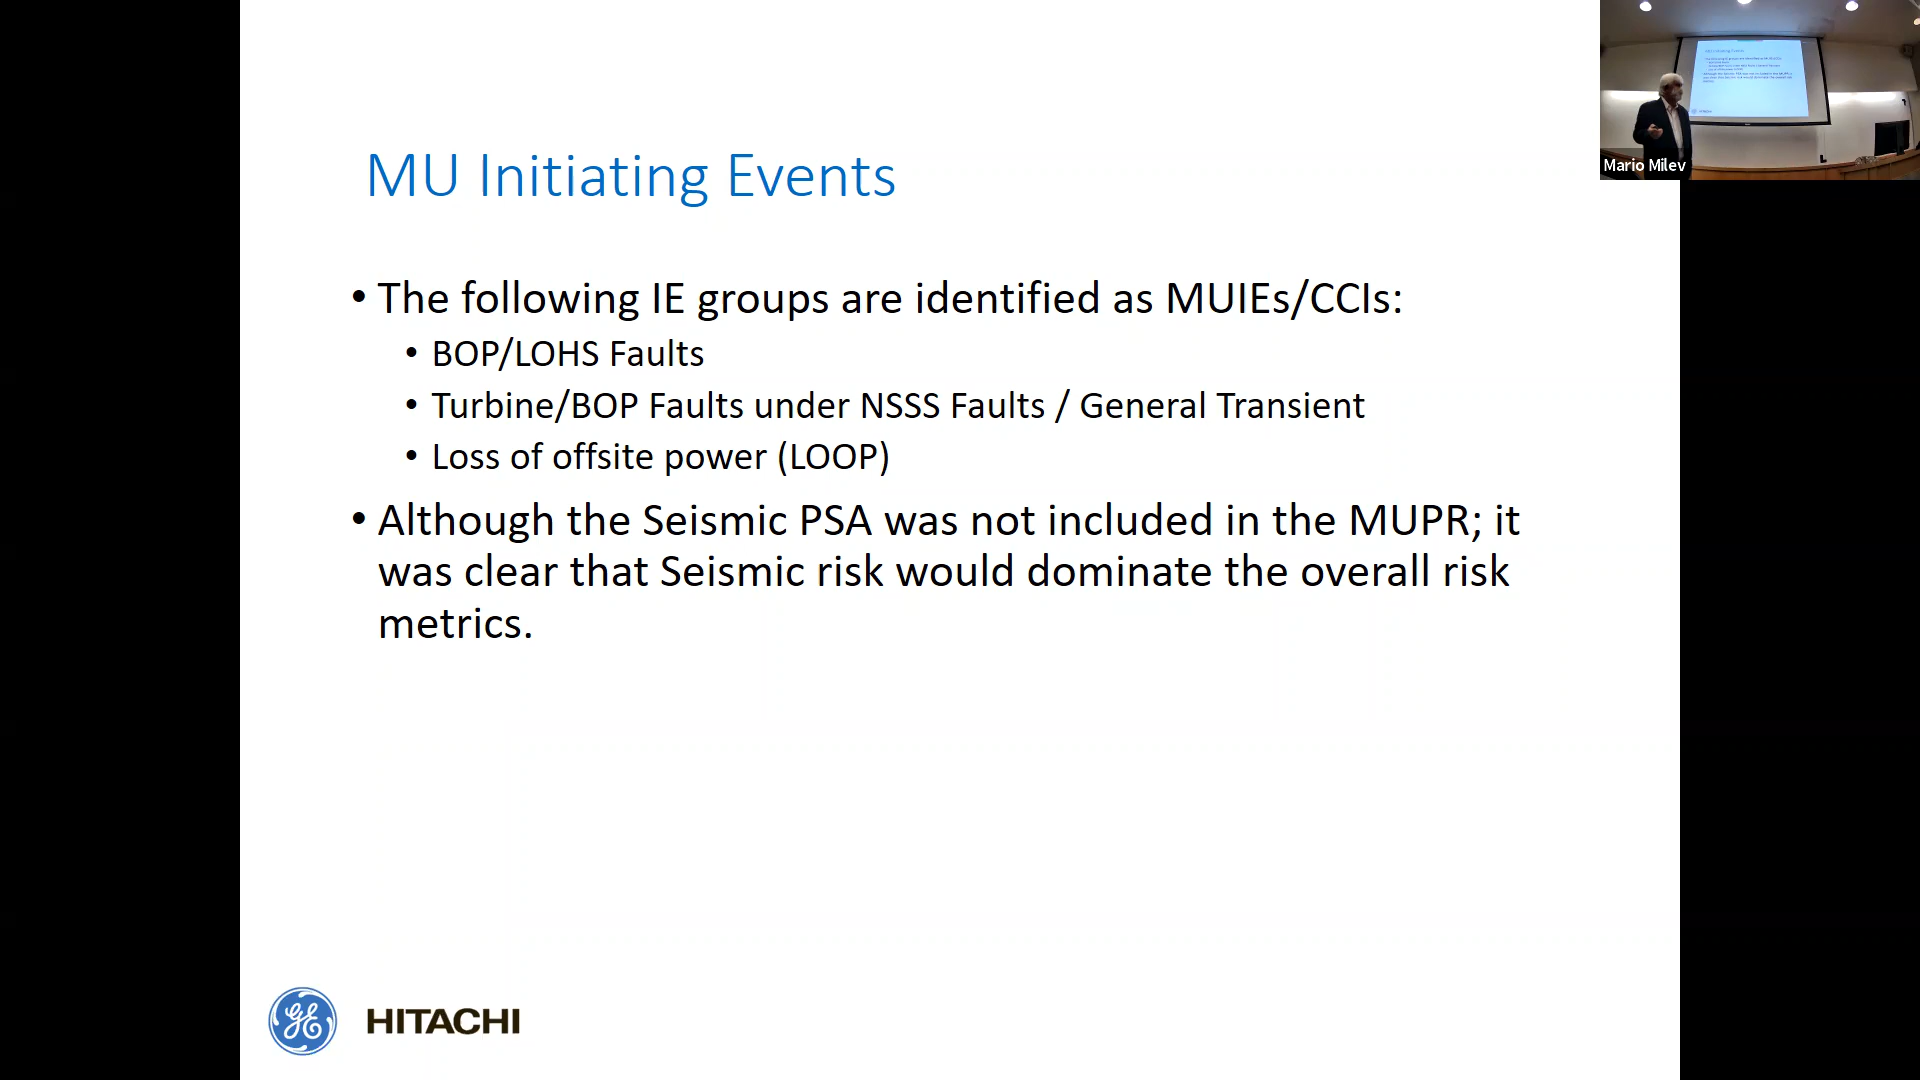 Mario Milev
MU Initiating Events
• The following IE groups are identified as MUIEs/CCIs:
• BOP/LOHS Faults
• Turbine/BOP Faults under NSSS Faults / General Transient
• Loss of offsite power (LOOP)
• Although the Seismic PSA was not included in the MUPR; it
was clear that Seismic risk would dominate the overall risk
metrics.
GE HITACHI